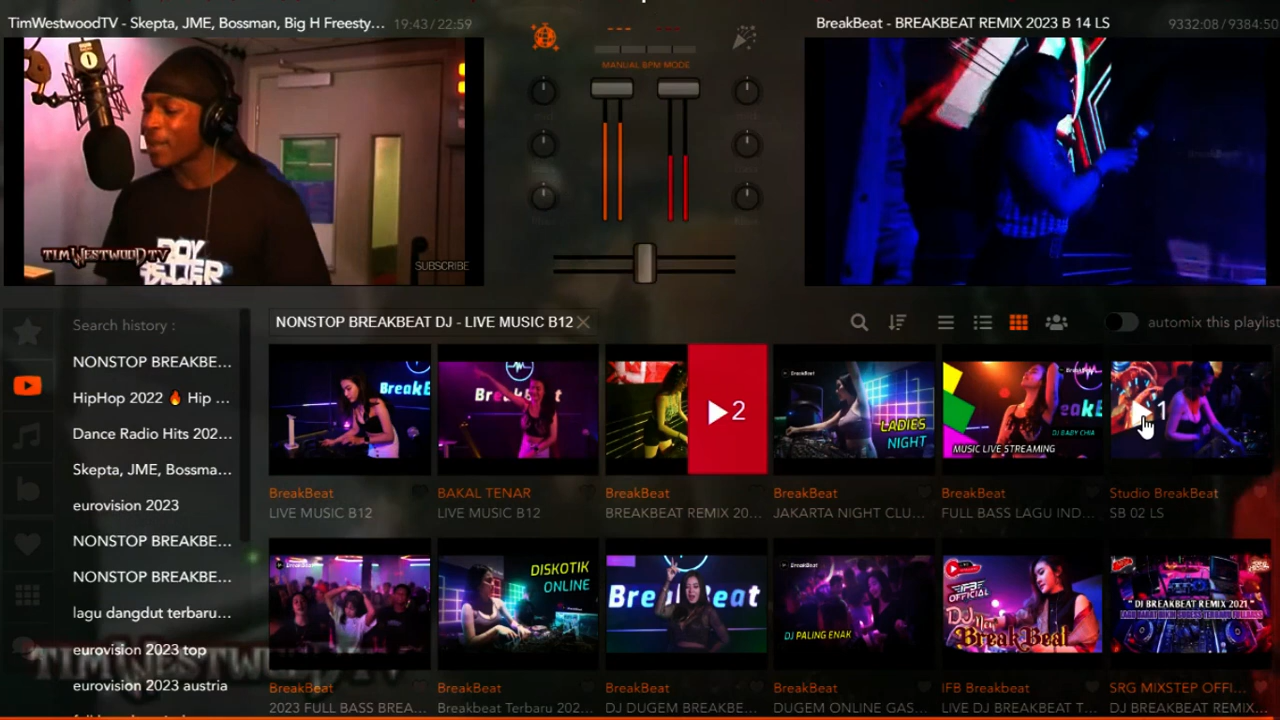 TimWestwoodTV - Skepta, JME, Bossman, Big H Freesty...
19:43 / 22:59
BreakBeat - BREAKBEAT REMIX 2023 B 14 LS
9332:08 / 9384:50
MANUAL BPM MODE
TIMWESTWOODTV
SUBSCRIBE
Search history :
NONSTOP BREAKBE...
HipHop 2022 🔥 Hip ...
Dance Radio Hits 202...
Skepta, JME, Bossma...
eurovision 2023
NONSTOP BREAKBE...
NONSTOP BREAKBE...
lagu dangdut terbaru...
eurovision 2023 top
eurovision 2023 austria
NONSTOP BREAKBEAT DJ - LIVE MUSIC B12
automix this playlist
2
LADIES
NIGHT
MUSIC LIVE STREAMING
DJ BABY CHIA
1
BreakBeat
LIVE MUSIC B12
BAKAL TENAR
LIVE MUSIC B12
BreakBeat
BREAKBEAT REMIX 20...
BreakBeat
JAKARTA NIGHT CLU...
BreakBeat
FULL BASS LAGU IND...
Studio BreakBeat
SB 02 LS
DISKOTIK
ONLINE
DJ PALING ENAK
IFBE
OFFICIAL
BreakBeat
" DJ BREAKBEAT REMIX 2021 "
BreakBeat
2023 FULL BASS BREA...
BreakBeat
Breakbeat Terbaru 202...
BreakBeat
DJ DUGEM BREAKBE...
BreakBeat
DUGEM ONLINE GAS...
IFB Breakbeat
LIVE DJ BREAKBEAT T...
SRG MIXSTEP OFFI...
DJ BREAKBEAT REMIX...